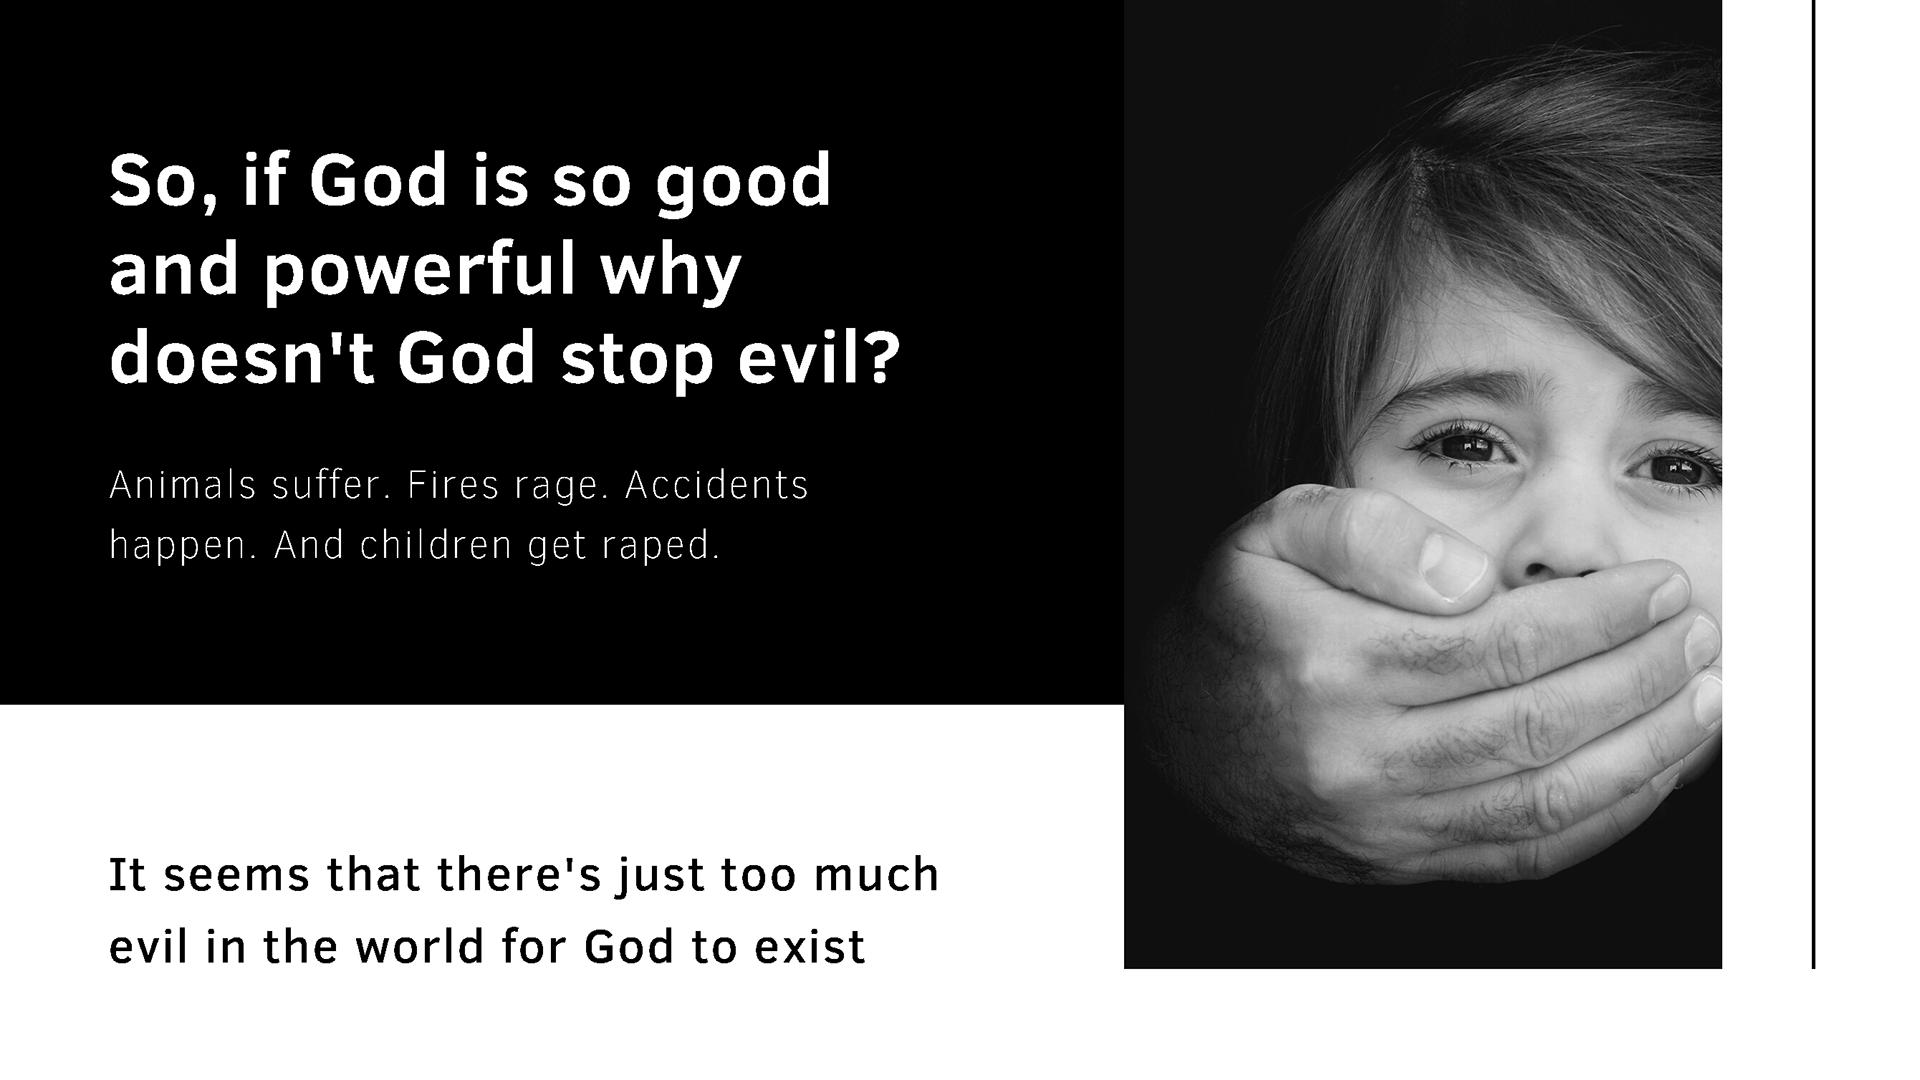 So, if God is so good
and powerful why
doesn't God stop evil?
Animals suffer. Fires rage. Accidents
happen. And children get raped.
It seems that there's just too much
evil in the world for God to exist